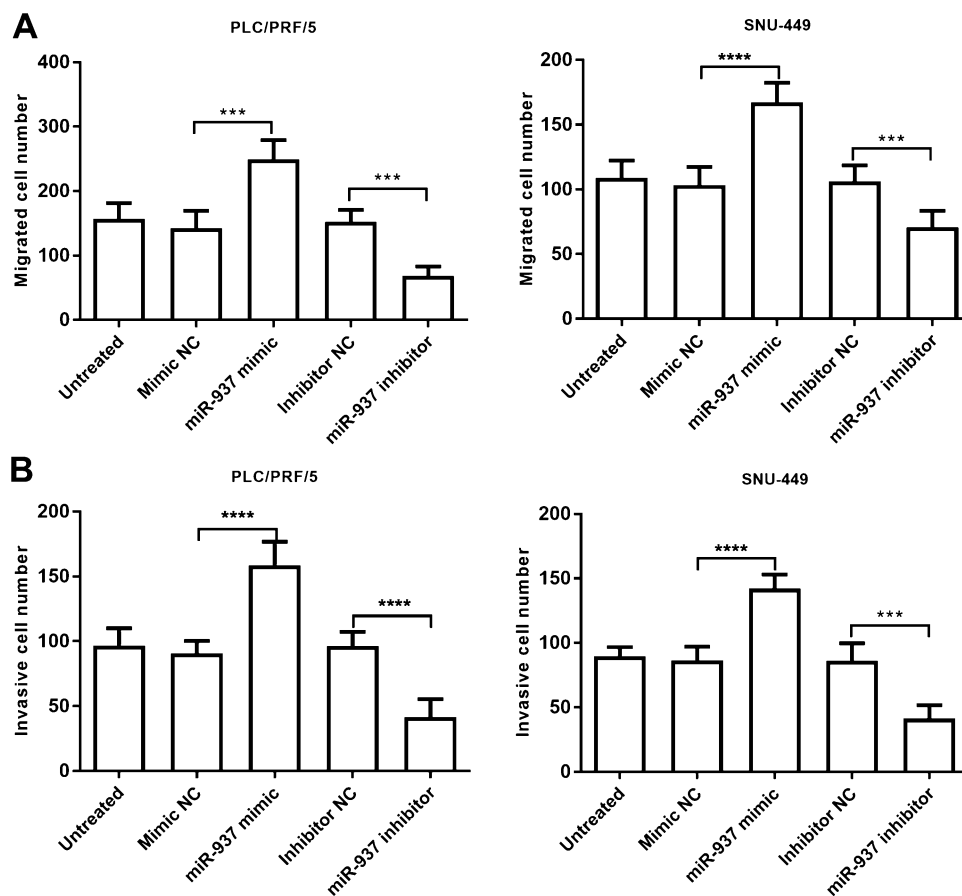 A
PLC/PRF/5
Migrated cell number
400
300
200
100
0
***
***
Untreated
Mimic NC
miR-937 mimic
Inhibitor NC
miR-937 inhibitor
SNU-449
Migrated cell number
200
150
100
50
0
****
***
Untreated
Mimic NC
miR-937 mimic
Inhibitor NC
miR-937 inhibitor
B
PLC/PRF/5
Invasive cell number
200
150
100
50
0
****
****
Untreated
Mimic NC
miR-937 mimic
Inhibitor NC
miR-937 inhibitor
SNU-449
Invasive cell number
200
150
100
50
0
****
***
Untreated
Mimic NC
miR-937 mimic
Inhibitor NC
miR-937 inhibitor